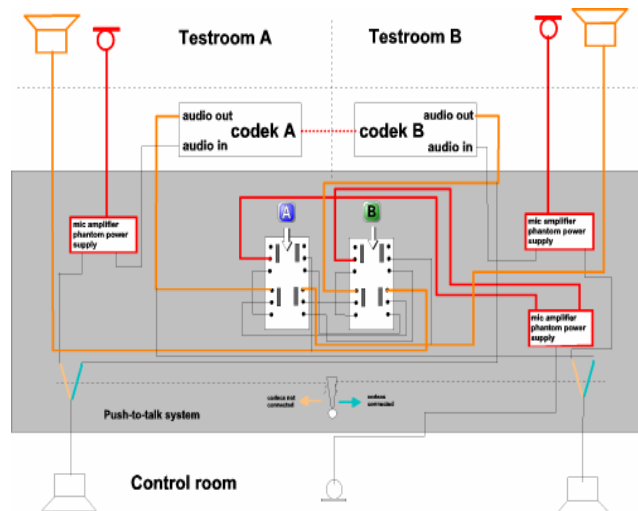 Testroom A
Testroom B
audio out
codek A
audio in
audio out
codek B
audio in
mic amplifier
phantom power
supply
A
B
mic amplifier
phantom power
supply
mic amplifier
phantom power
supply
codecs not
connected
codecs
connected
Push-to-talk system
Control room